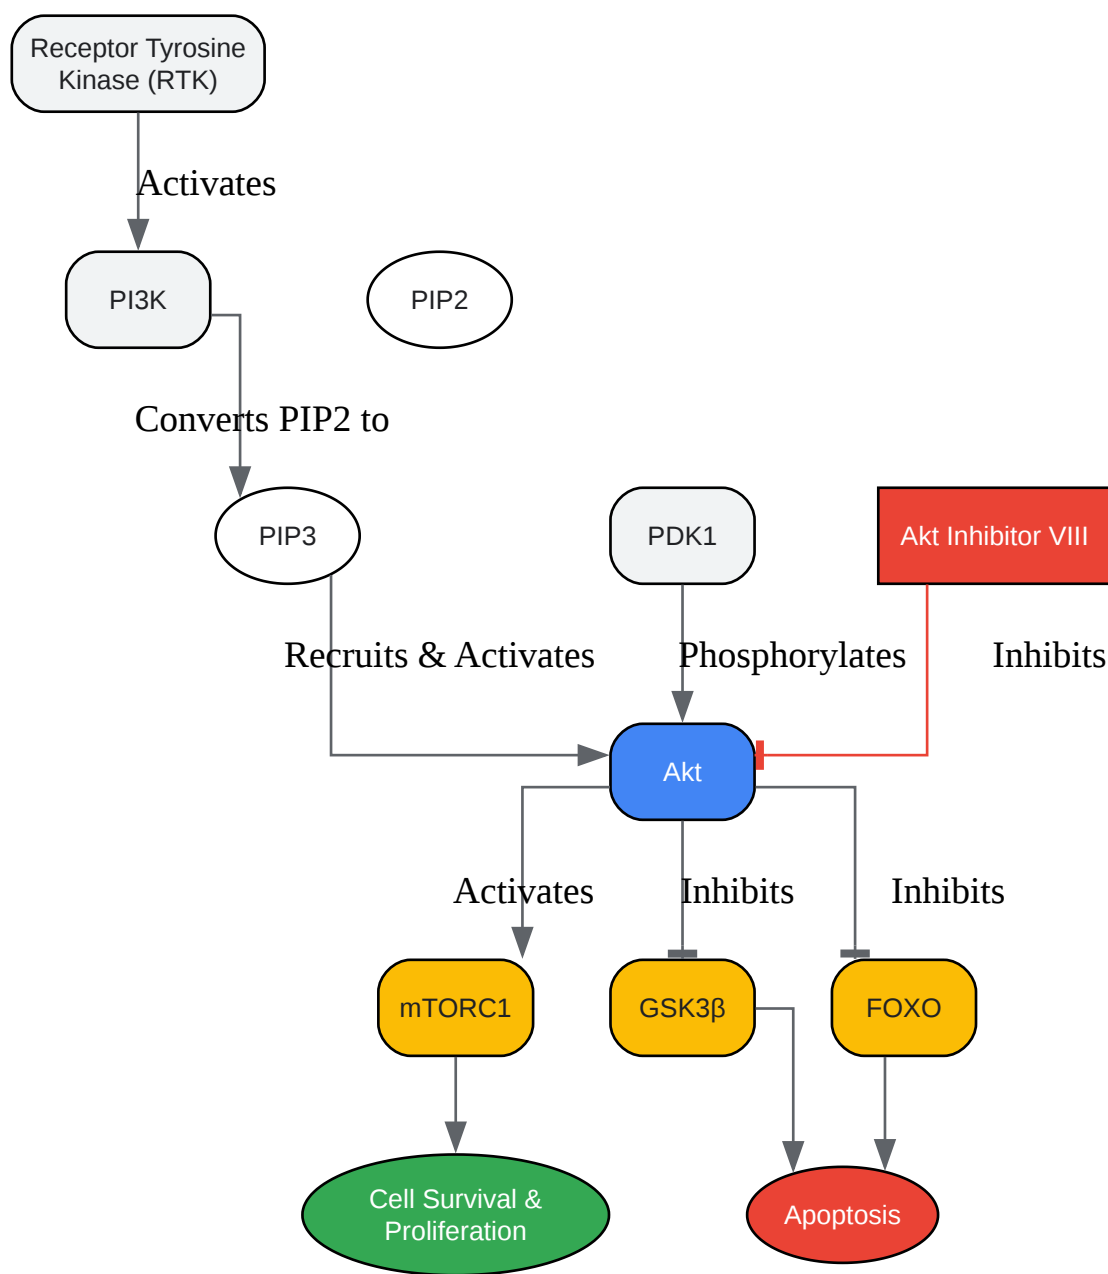 Receptor Tyrosine
Kinase (RTK)
Activates
PI3K
PIP2
Converts PIP2 to
PIP3
PDK1
Akt Inhibitor VIII
Recruits & Activates
Phosphorylates
Inhibits
Akt
Activates
Inhibits
Inhibits
mTORC1
GSK3β
FOXO
Cell Survival &
Proliferation
Apoptosis